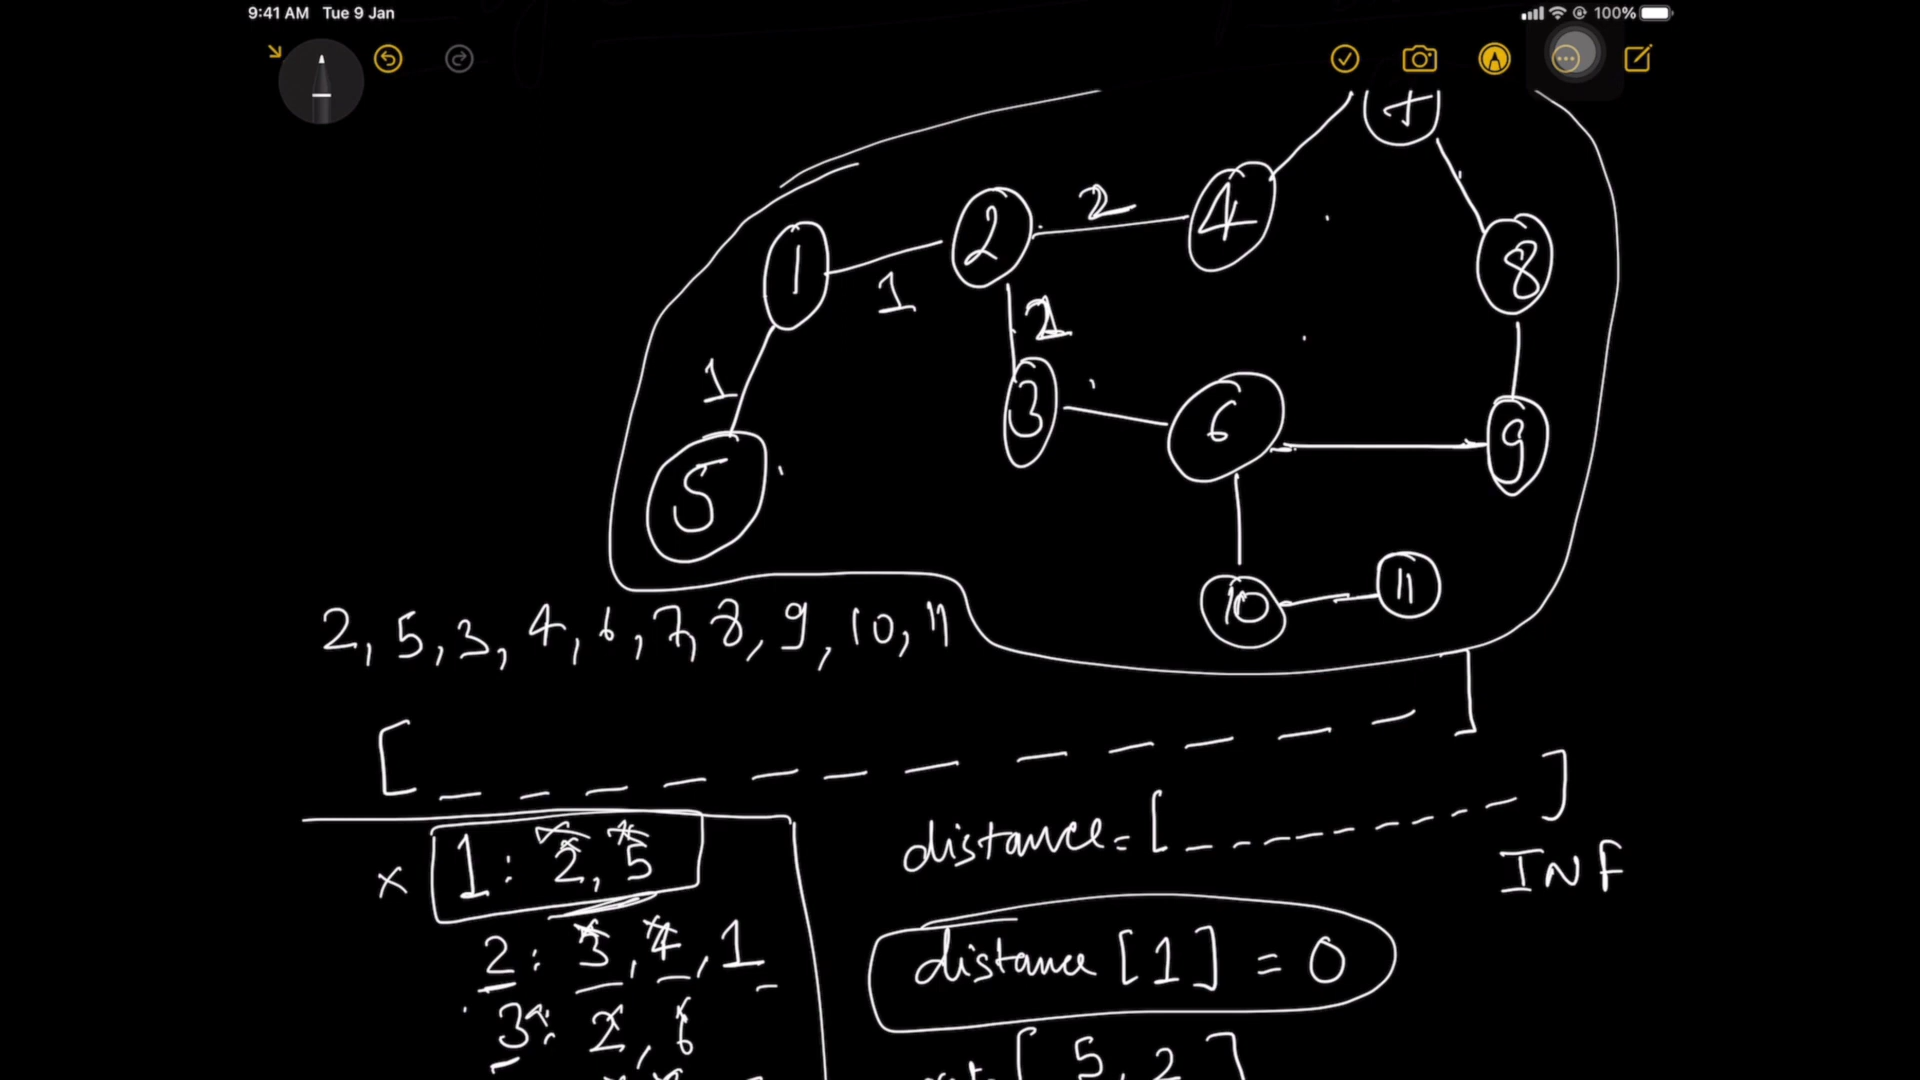 9:41 AM Tue 9 Jan
100%
7
1
2
2
4
8
1
2
1
3
6
9
5
10
11
2, 5, 3, 4, 6, 7, 8, 9, 10, 11
[ _ _ _ _ _ _ _ _ _ _ _ ]
distance = [ _ _ _ _ _ _ _ _ ]
INF
x 1: 2, 5
2: 3, 4, 1
distance [1] = 0
3: 2, 6
[ 5, 2 ]